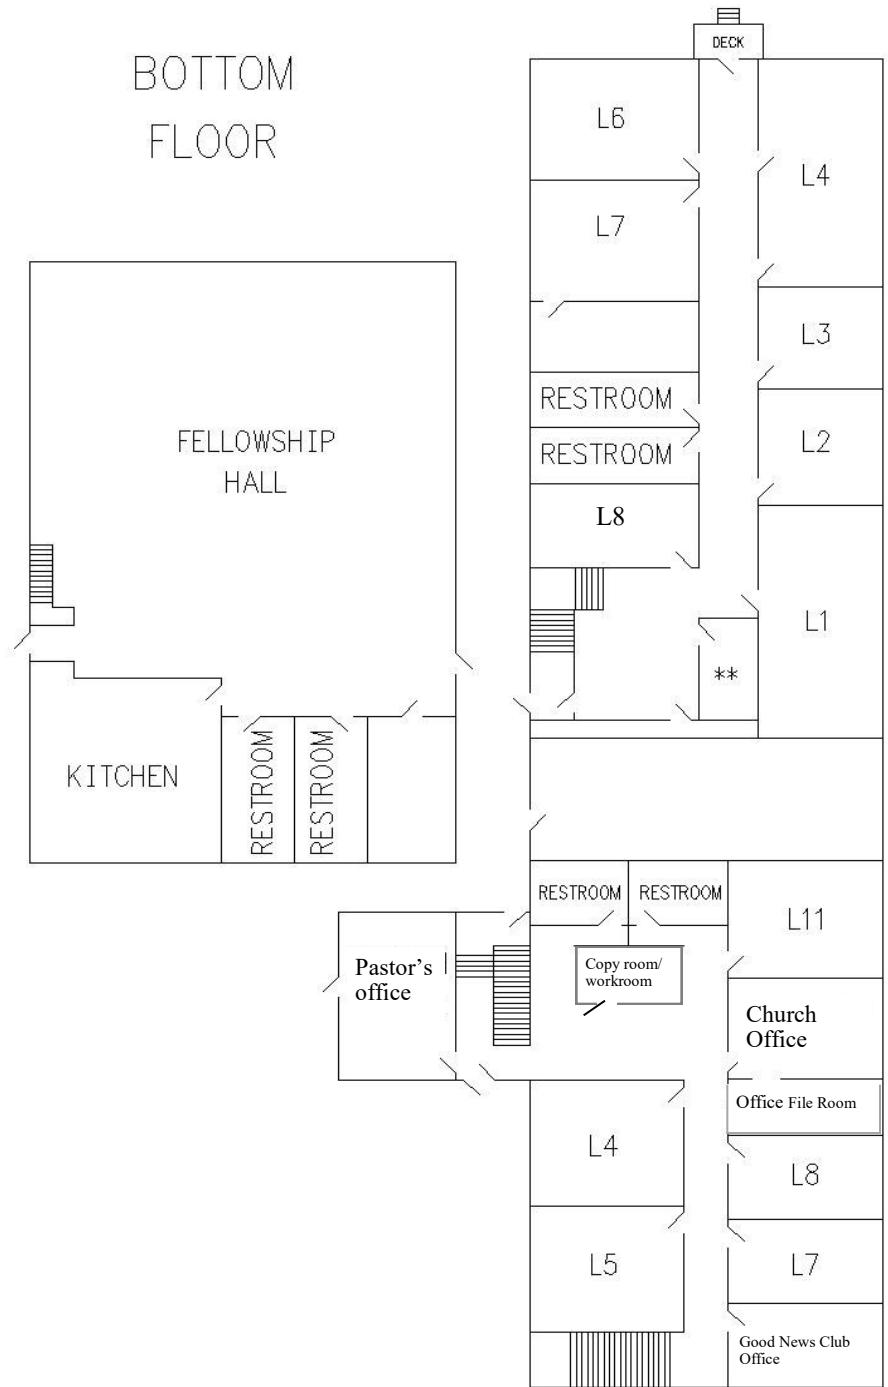 BOTTOM
FLOOR
DECK
L6
L4
L7
L3
RESTROOM
L2
RESTROOM
L8
L1
**
FELLOWSHIP
HALL
KITCHEN
RESTROOM
RESTROOM
RESTROOM
RESTROOM
L11
Pastor’s
office
Copy room/
workroom
Church
Office
Office File Room
L4
L8
L5
L7
Good News Club
Office